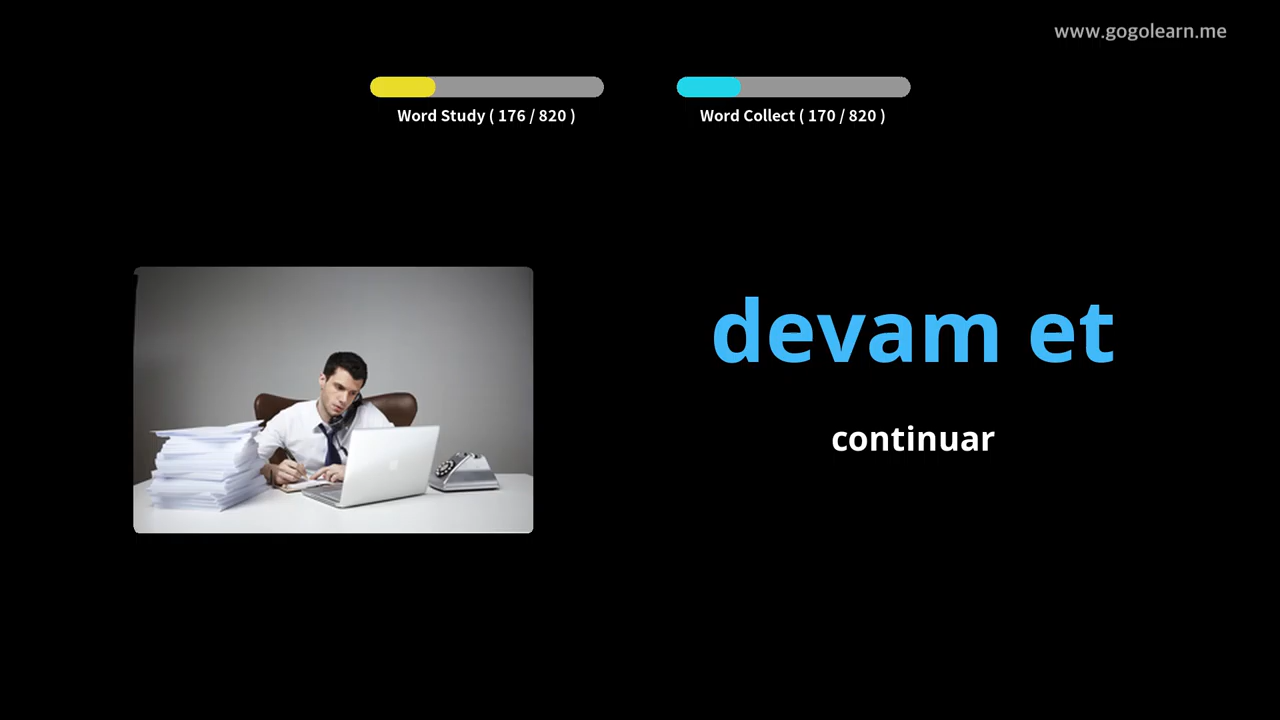 www.gogolearn.me
Word Study ( 176 / 820 )
Word Collect ( 170 / 820 )
devam et
continuar